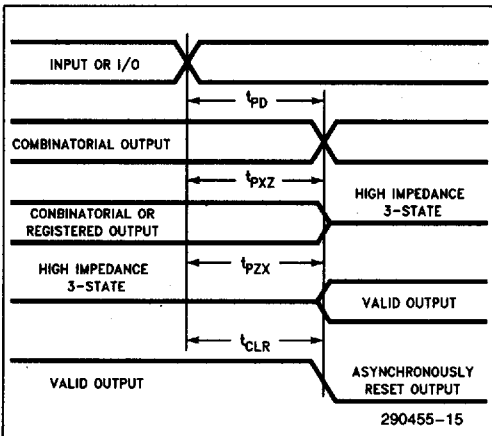 INPUT OR I/O
tPD
COMBINATORIAL OUTPUT
tPXZ
HIGH IMPEDANCE
3-STATE
CONBINATORIAL OR
REGISTERED OUTPUT
HIGH IMPEDANCE
3-STATE
tPZX
VALID OUTPUT
tCLR
VALID OUTPUT
ASYNCHRONOUSLY
RESET OUTPUT
290455-15